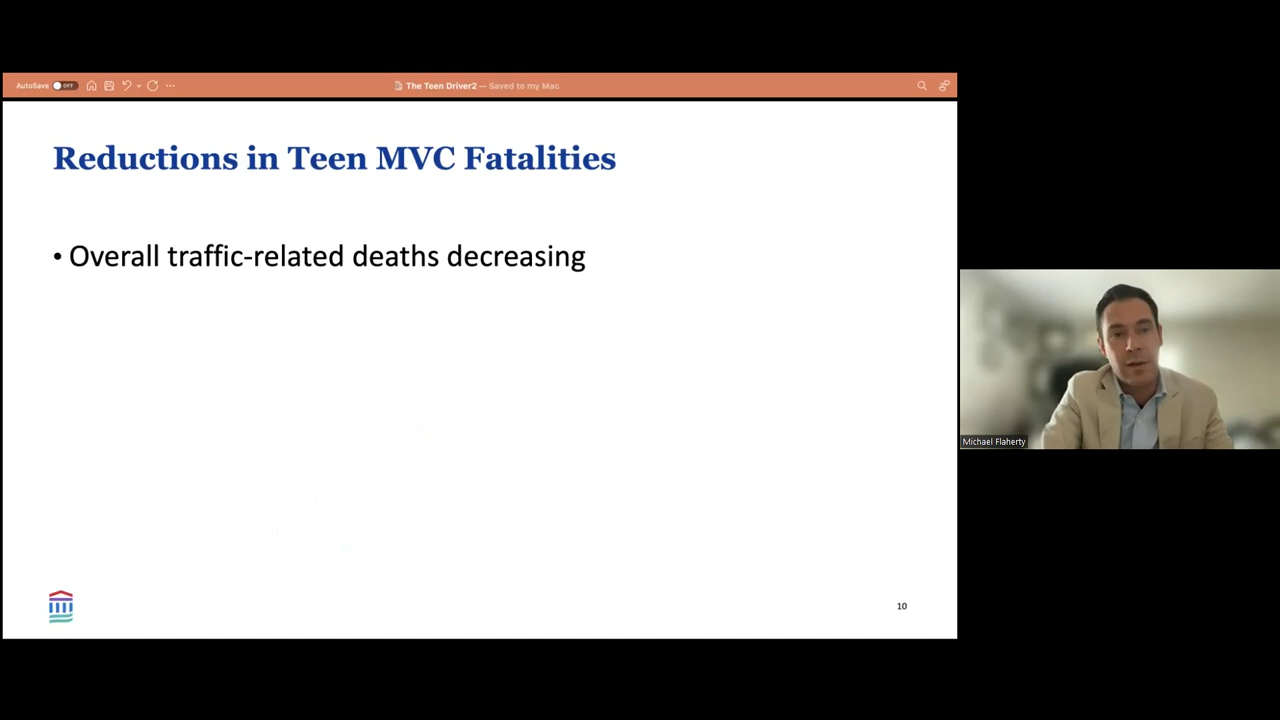 AutoSave OFF
The Teen Driver2 — Saved to my Mac
Reductions in Teen MVC Fatalities
• Overall traffic-related deaths decreasing
Michael Flaherty
10